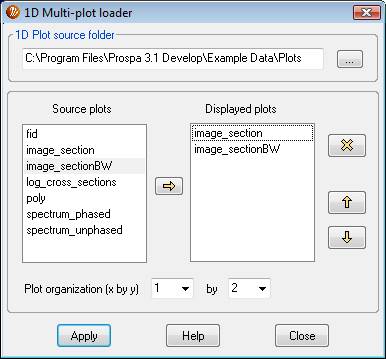 1D Multi-plot loader
1D Plot source folder
C:\Program Files\Prospa 3.1 Develop\Example Data\Plots
...
Source plots
Displayed plots
fid
image_section
image_sectionBW
log_cross_sections
poly
spectrum_phased
spectrum_unphased
image_section
image_sectionBW
Plot organization (x by y)
1
by
2
Apply
Help
Close